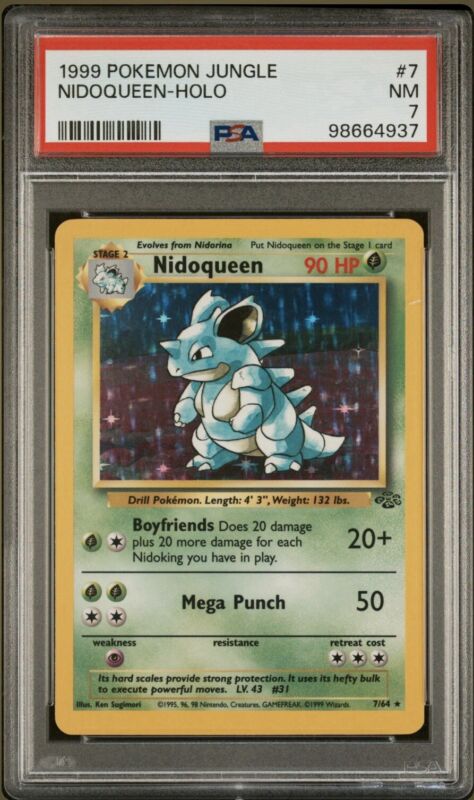 1999 POKEMON JUNGLE #7
NIDOQUEEN-HOLO NM
7
PSA 98664937
Evolves from Nidorina Put Nidoqueen on the Stage 1 card
STAGE 2
Nidoqueen 90 HP
Drill Pokémon. Length: 4' 3", Weight: 132 lbs.
Boyfriends Does 20 damage
plus 20 more damage for each
Nidoking you have in play.
20+
Mega Punch 50
weakness resistance retreat cost
Its hard scales provide strong protection. It uses its hefty bulk
to execute powerful moves. LV. 43 #31
Illus. Ken Sugimori ©1995, 96, 98 Nintendo, Creatures, GAMEFREAK. ©1999 Wizards. 7/64 ★
PSA